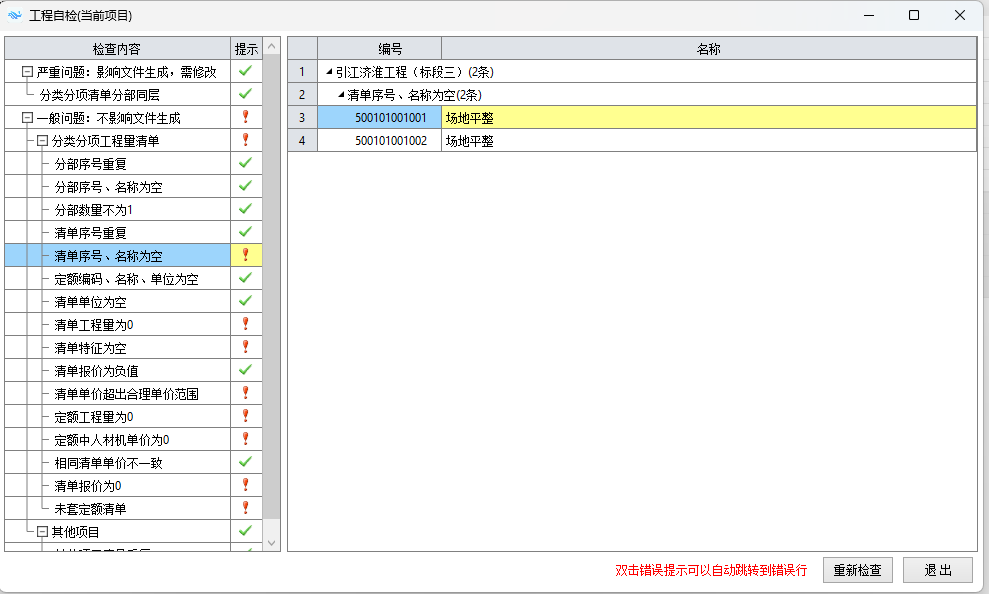 工程自检(当前项目)
检查内容 提示
严重问题：影响文件生成，需修改
分类分项清单分部同层
一般问题：不影响文件生成
分类分项工程量清单
分部序号重复
分部序号、名称为空
分部数量不为1
清单序号重复
清单序号、名称为空
定额编码、名称、单位为空
清单单位为空
清单工程量为0
清单特征为空
清单报价为负值
清单单价超出合理单价范围
定额工程量为0
定额中人材机单价为0
相同清单单价不一致
清单报价为0
未套定额清单
其他项目
编号 名称
1 引江济淮工程（标段三）(2条)
2 清单序号、名称为空(2条)
3 500101001001 场地平整
4 500101001002 场地平整
双击错误提示可以自动跳转到错误行 重新检查 退 出